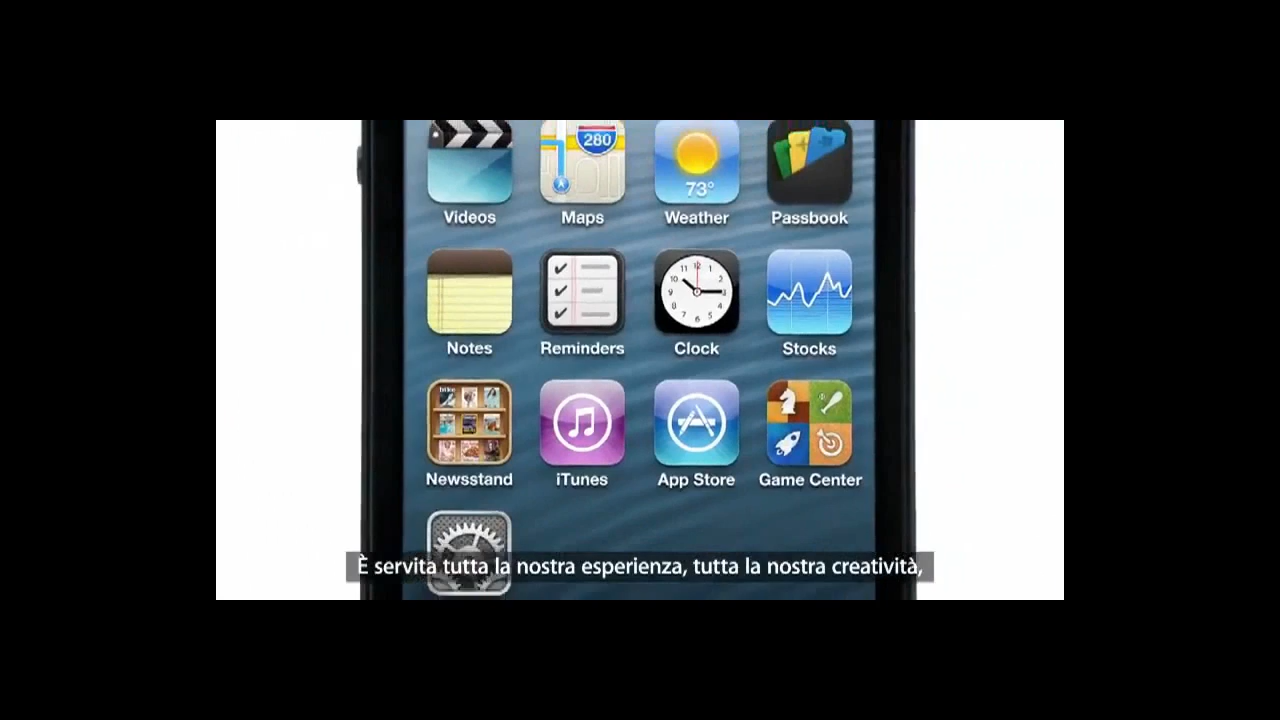 280
73°
Videos Maps Weather Passbook
Notes Reminders Clock Stocks
Newsstand iTunes App Store Game Center
È servita tutta la nostra esperienza, tutta la nostra creatività,